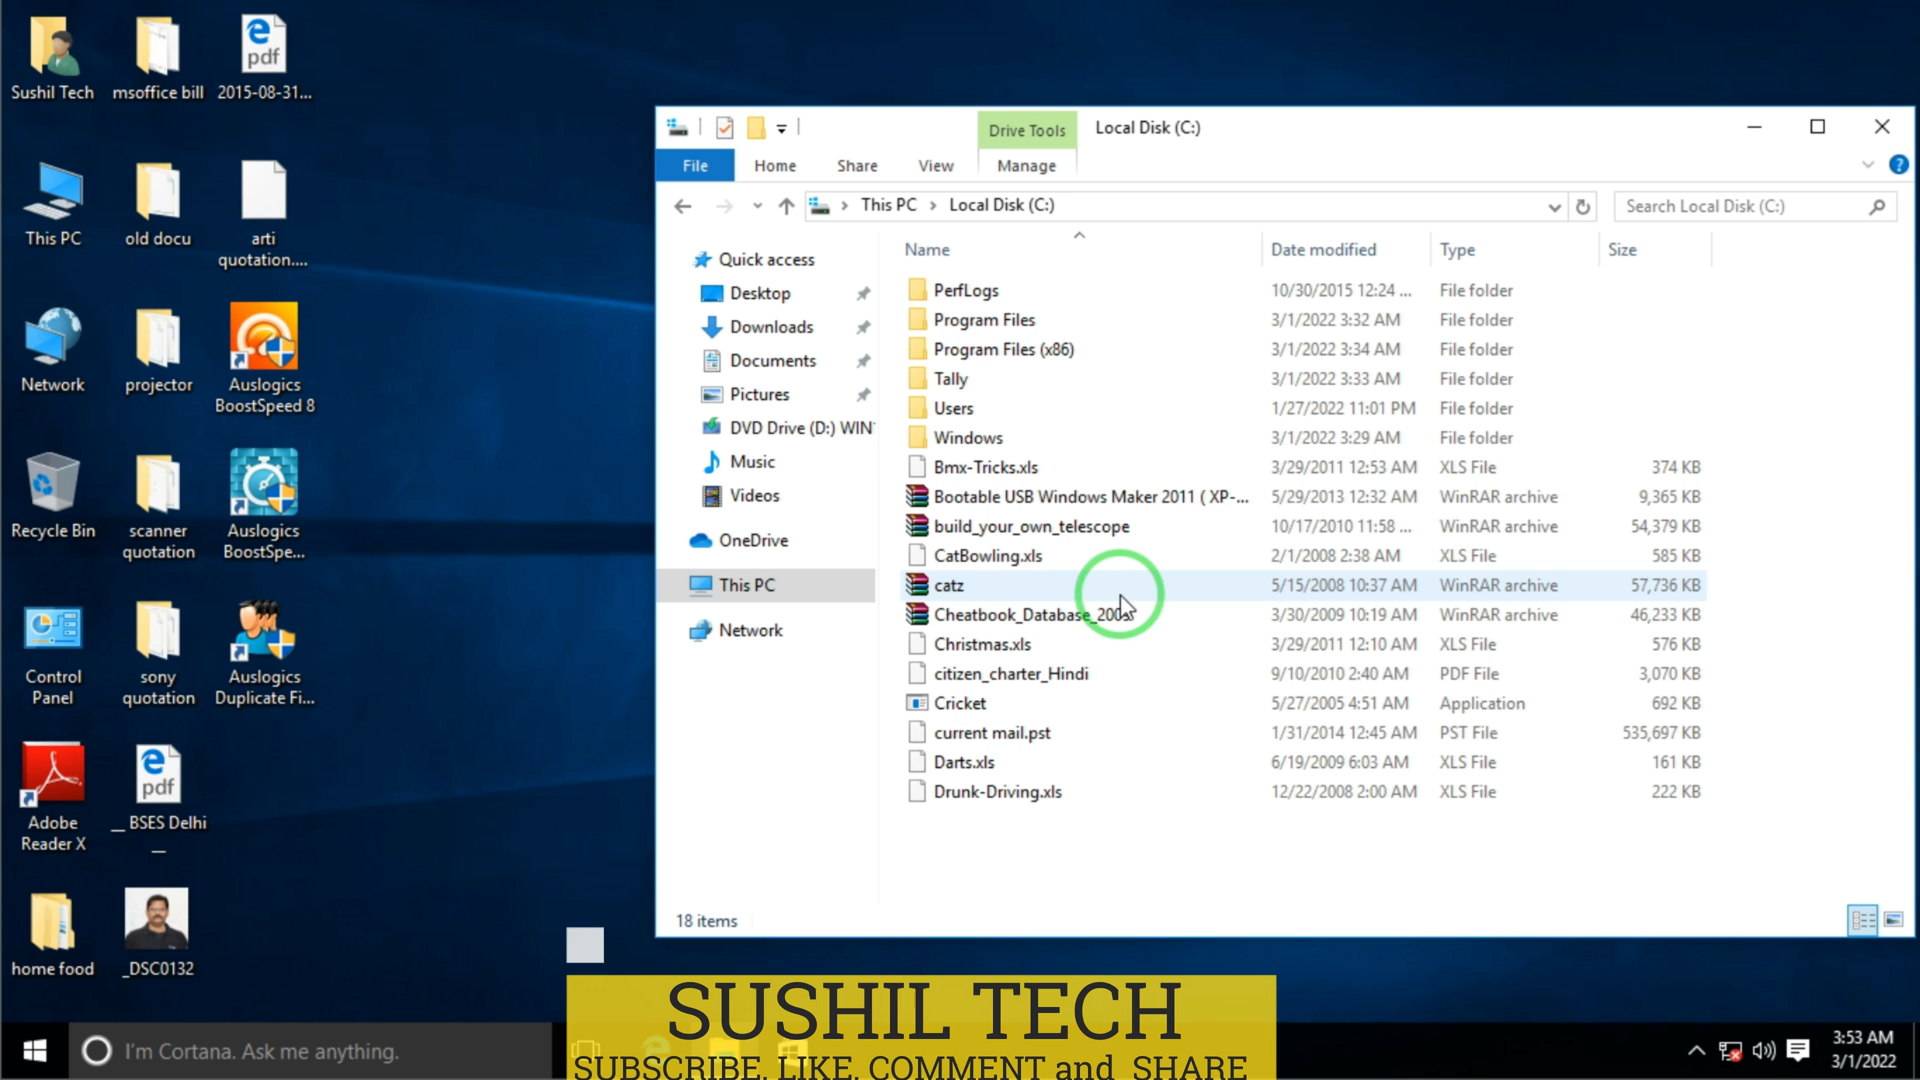 Sushil Tech
msoffice bill
2015-08-31...
This PC
old docu
arti
quotation....
Network
projector
Auslogics
BoostSpeed 8
Recycle Bin
scanner
quotation
Auslogics
BoostSpe...
Control
Panel
sony
quotation
Auslogics
Duplicate Fi...
Adobe
Reader X
pdf
pdf
__ BSES Delhi
__
home food
_DSC0132
Drive Tools
Local Disk (C:)
File
Home
Share
View
Manage
This PC
Local Disk (C:)
Search Local Disk (C:)
Name
Date modified
Type
Size
Quick access
Desktop
Downloads
Documents
Pictures
DVD Drive (D:) WIN
Music
Videos
OneDrive
This PC
Network
PerfLogs 10/30/2015 12:24 ... File folder
Program Files 3/1/2022 3:32 AM File folder
Program Files (x86) 3/1/2022 3:34 AM File folder
Tally 3/1/2022 3:33 AM File folder
Users 1/27/2022 11:01 PM File folder
Windows 3/1/2022 3:29 AM File folder
Bmx-Tricks.xls 3/29/2011 12:53 AM XLS File 374 KB
Bootable USB Windows Maker 2011 ( XP-... 5/29/2013 12:32 AM WinRAR archive 9,365 KB
build_your_own_telescope 10/17/2010 11:58 ... WinRAR archive 54,379 KB
CatBowling.xls 2/1/2008 2:38 AM XLS File 585 KB
catz 5/15/2008 10:37 AM WinRAR archive 57,736 KB
Cheatbook_Database 3/30/2009 10:19 AM WinRAR archive 46,233 KB
Christmas.xls 3/29/2011 12:10 AM XLS File 576 KB
citizen_charter_Hindi 9/10/2010 2:40 AM PDF File 3,070 KB
Cricket 5/27/2005 4:51 AM Application 692 KB
current mail.pst 1/31/2014 12:45 AM PST File 535,697 KB
Darts.xls 6/19/2009 6:03 AM XLS File 161 KB
Drunk-Driving.xls 12/22/2008 2:00 AM XLS File 222 KB
18 items
SUSHIL TECH
SUBSCRIBE, LIKE, COMMENT and SHARE
I'm Cortana. Ask me anything.
3:53 AM
3/1/2022